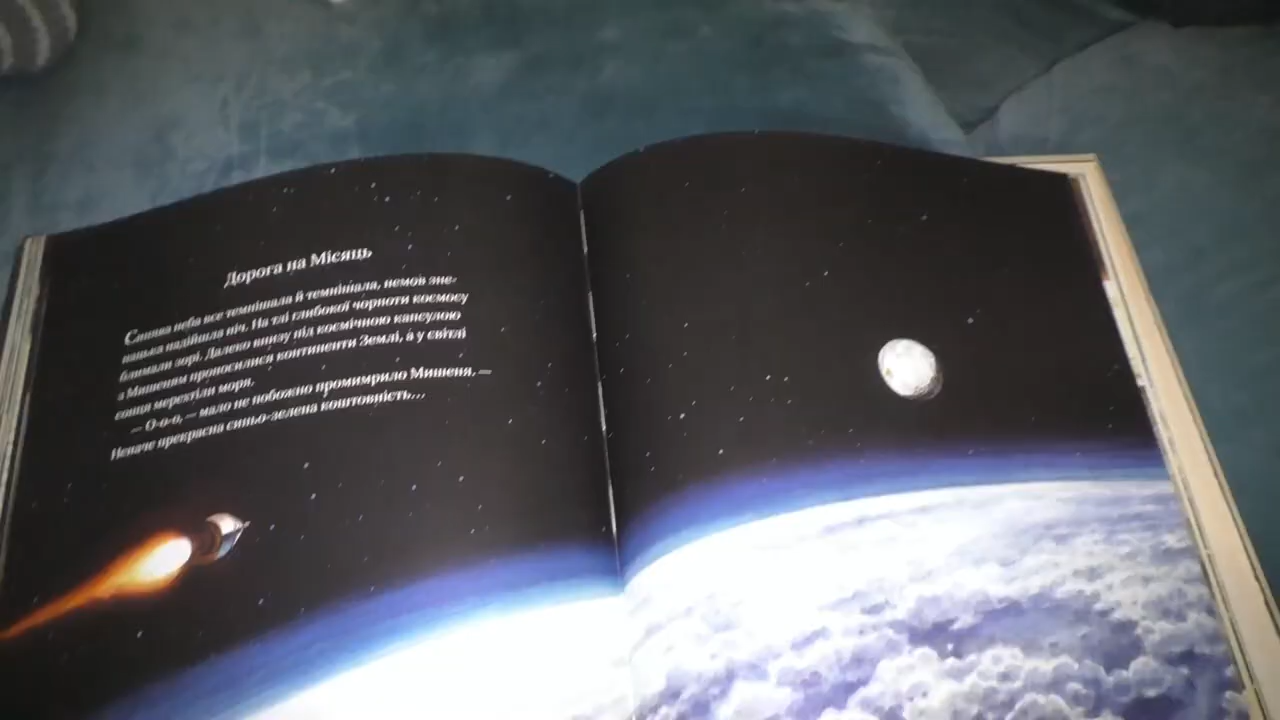 Дорога на Місяць
Синява неба все темнішала й темнішала, немов зне-
нацька надійшла ніч. На тлі глибокої чорноти космосу
блимали зорі. Далеко внизу під космічною капсулою
а Мишеням проносилися континенти Землі, а у світлі
сонця мерехтіли моря.
— О-о-о, — мало не побожно промимрило Мишеня. —
Неначе прекрасна синьо-зелена коштовність...